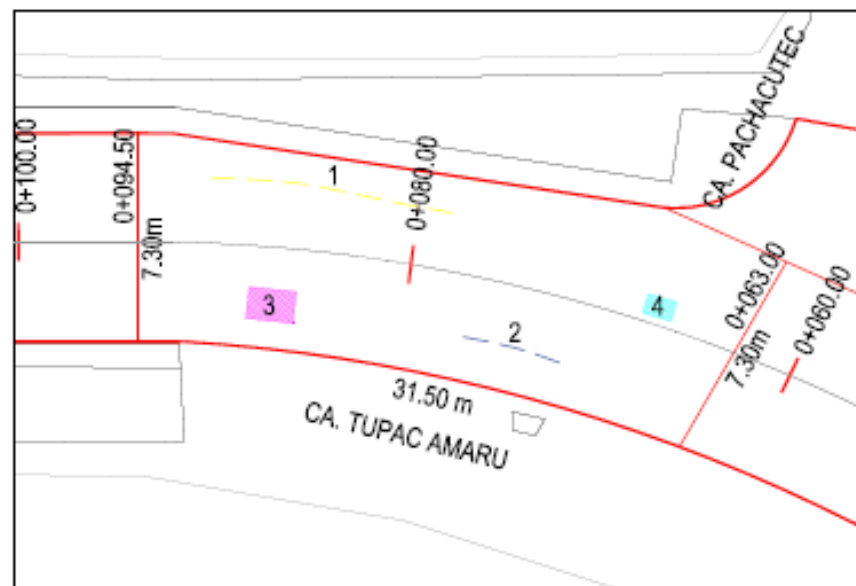 0+100.00
0+094.50
7.30m
1
0+080.00
CA. PACHACUTEC
3
2
4
0+063.00
7.30m
0+060.00
31.50 m
CA. TUPAC AMARU